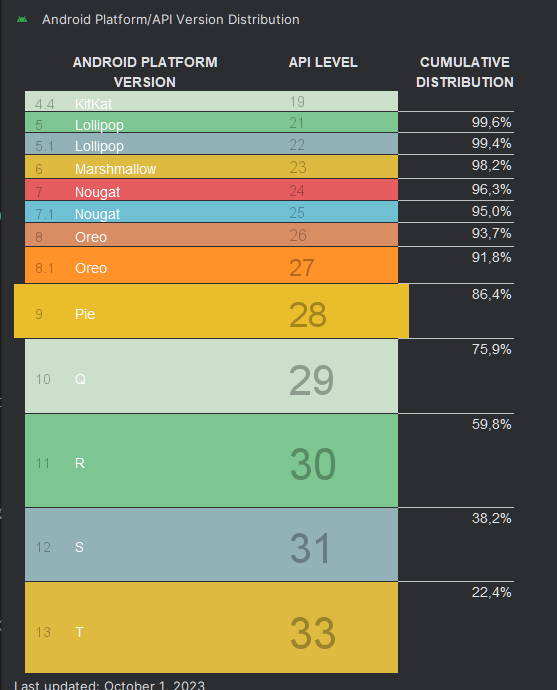 Android Platform/API Version Distribution
ANDROID PLATFORM VERSION API LEVEL CUMULATIVE DISTRIBUTION
4.4 KitKat 19
5 Lollipop 21 99,6%
5.1 Lollipop 22 99,4%
6 Marshmallow 23 98,2%
7 Nougat 24 96,3%
7.1 Nougat 25 95,0%
8 Oreo 26 93,7%
8.1 Oreo 27 91,8%
9 Pie 28 86,4%
10 Q 29 75,9%
11 R 30 59,8%
12 S 31 38,2%
13 T 33 22,4%
Last updated: October 1, 2023